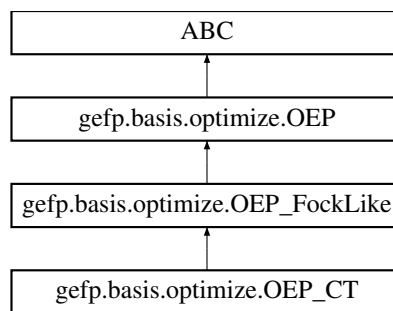 ABC
gefp.basis.optimize.OEP
gefp.basis.optimize.OEP_FockLike
gefp.basis.optimize.OEP_CT